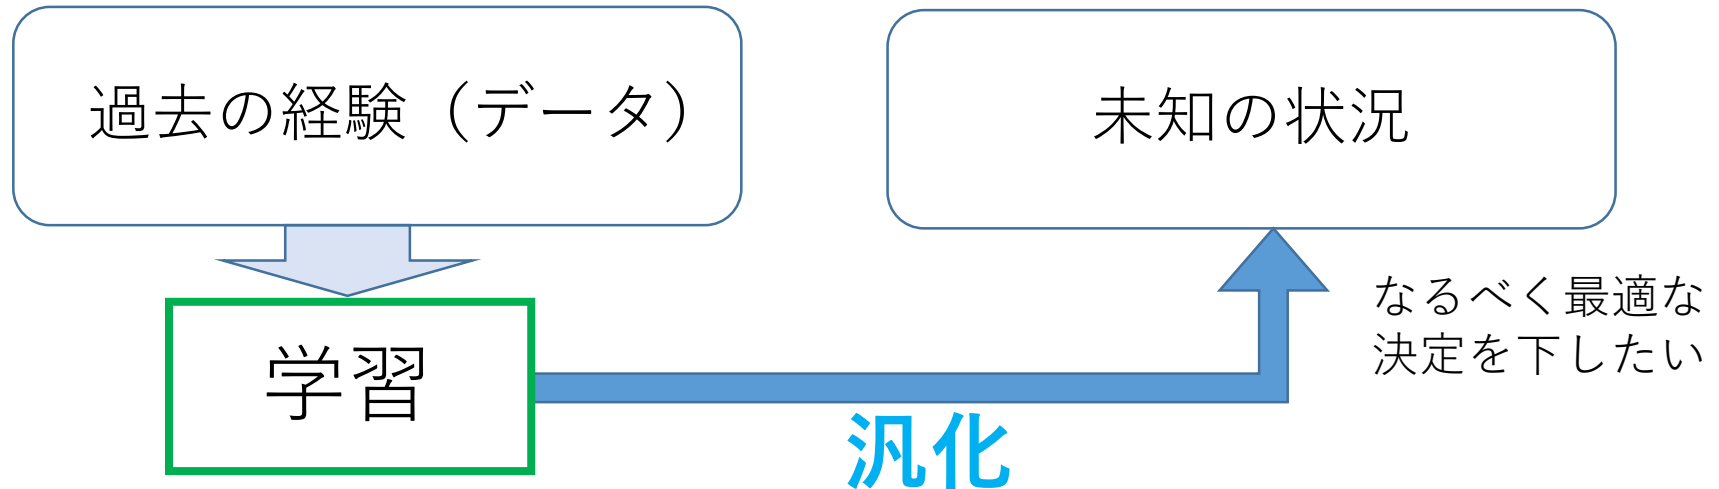 過去の経験（データ）
未知の状況
学習
なるべく最適な
決定を下したい
汎化